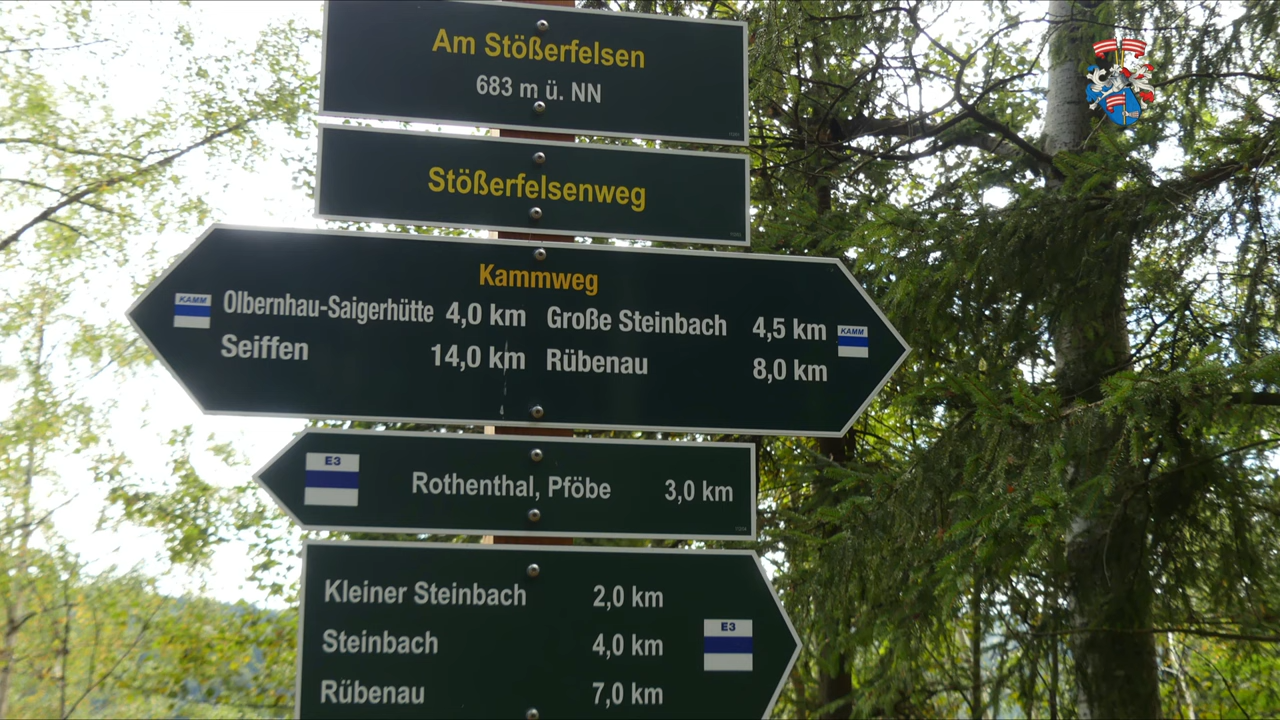 Am Stößerfelsen
683 m ü. NN
Stößerfelsenweg
Kammweg
KAMM Olbernhau-Saigerhütte 4,0 km Große Steinbach 4,5 km KAMM
Seiffen 14,0 km Rübenau 8,0 km
E3
Rothenthal, Pföbe 3,0 km
Kleiner Steinbach 2,0 km
E3
Steinbach 4,0 km
Rübenau 7,0 km